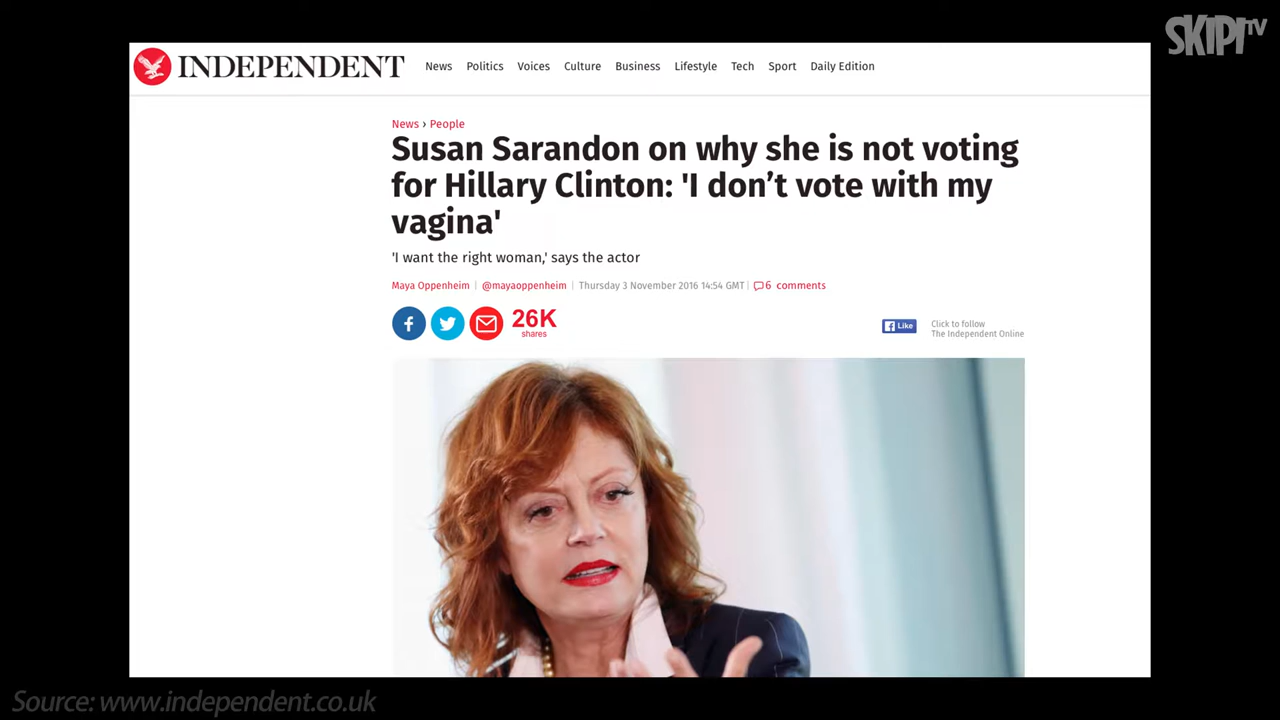 SKIPI TV
INDEPENDENT
News Politics Voices Culture Business Lifestyle Tech Sport Daily Edition
News › People
Susan Sarandon on why she is not voting
for Hillary Clinton: 'I don’t vote with my
vagina'
'I want the right woman,' says the actor
Maya Oppenheim | @mayaoppenheim | Thursday 3 November 2016 14:54 GMT | 6 comments
26K
shares
Like
Click to follow
The Independent Online
Source: www.independent.co.uk